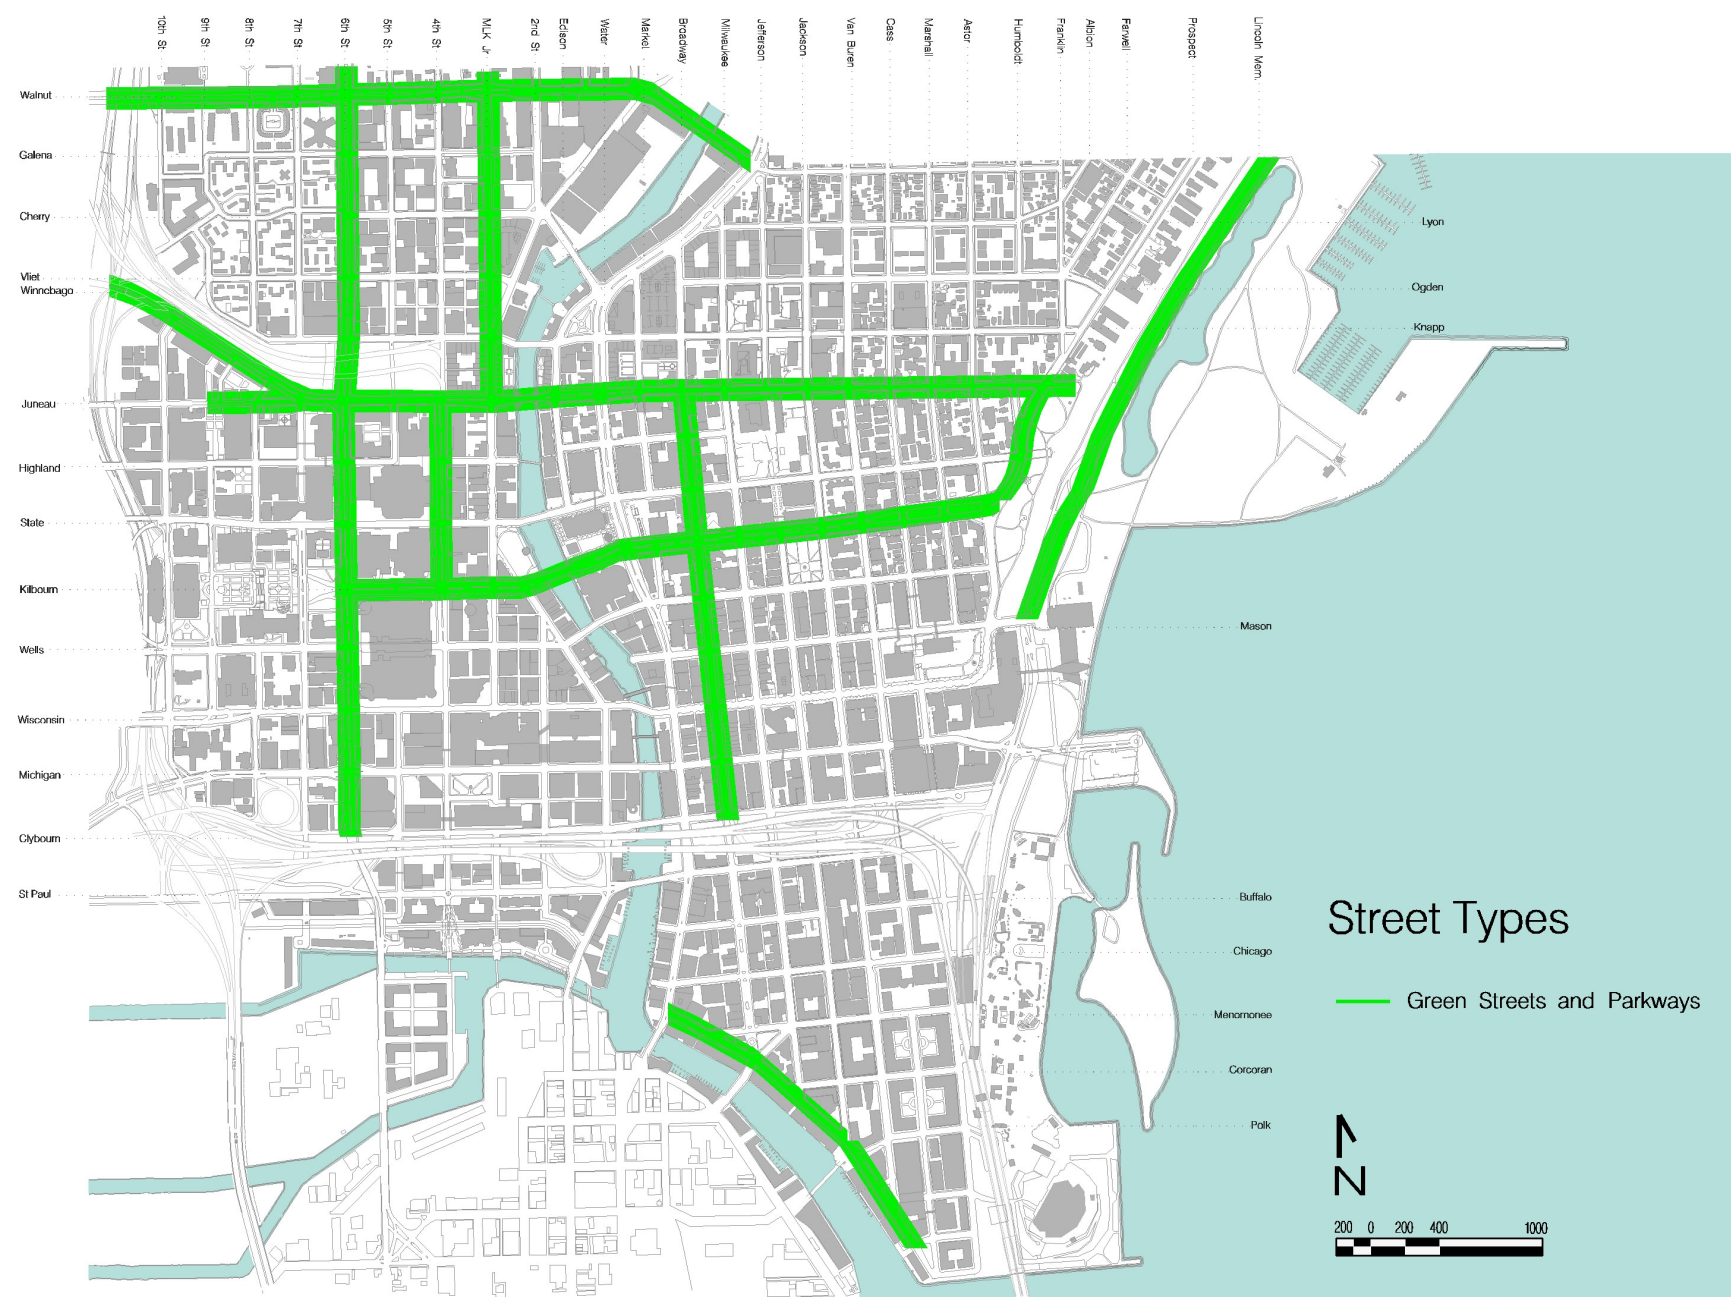 10th St
9th St
8th St
7th St
6th St
5th St
4th St
MLK Jr
2nd St
Edison
Water
Market
Broadway
Milwaukee
Jefferson
Jackson
Van Buren
Cass
Marshall
Astor
Humboldt
Franklin
Albion
Farwell
Prospect
Lincoln Mem.
Walnut
Galena
Cherry
Vliet
Winnebago
Juneau
Highland
State
Kilbourn
Wells
Wisconsin
Michigan
Clybourn
St Paul
Lyon
Ogden
Knapp
Mason
Buffalo
Chicago
Menomonee
Corcoran
Polk
Street Types
Green Streets and Parkways
N
200 0 200 400 1000